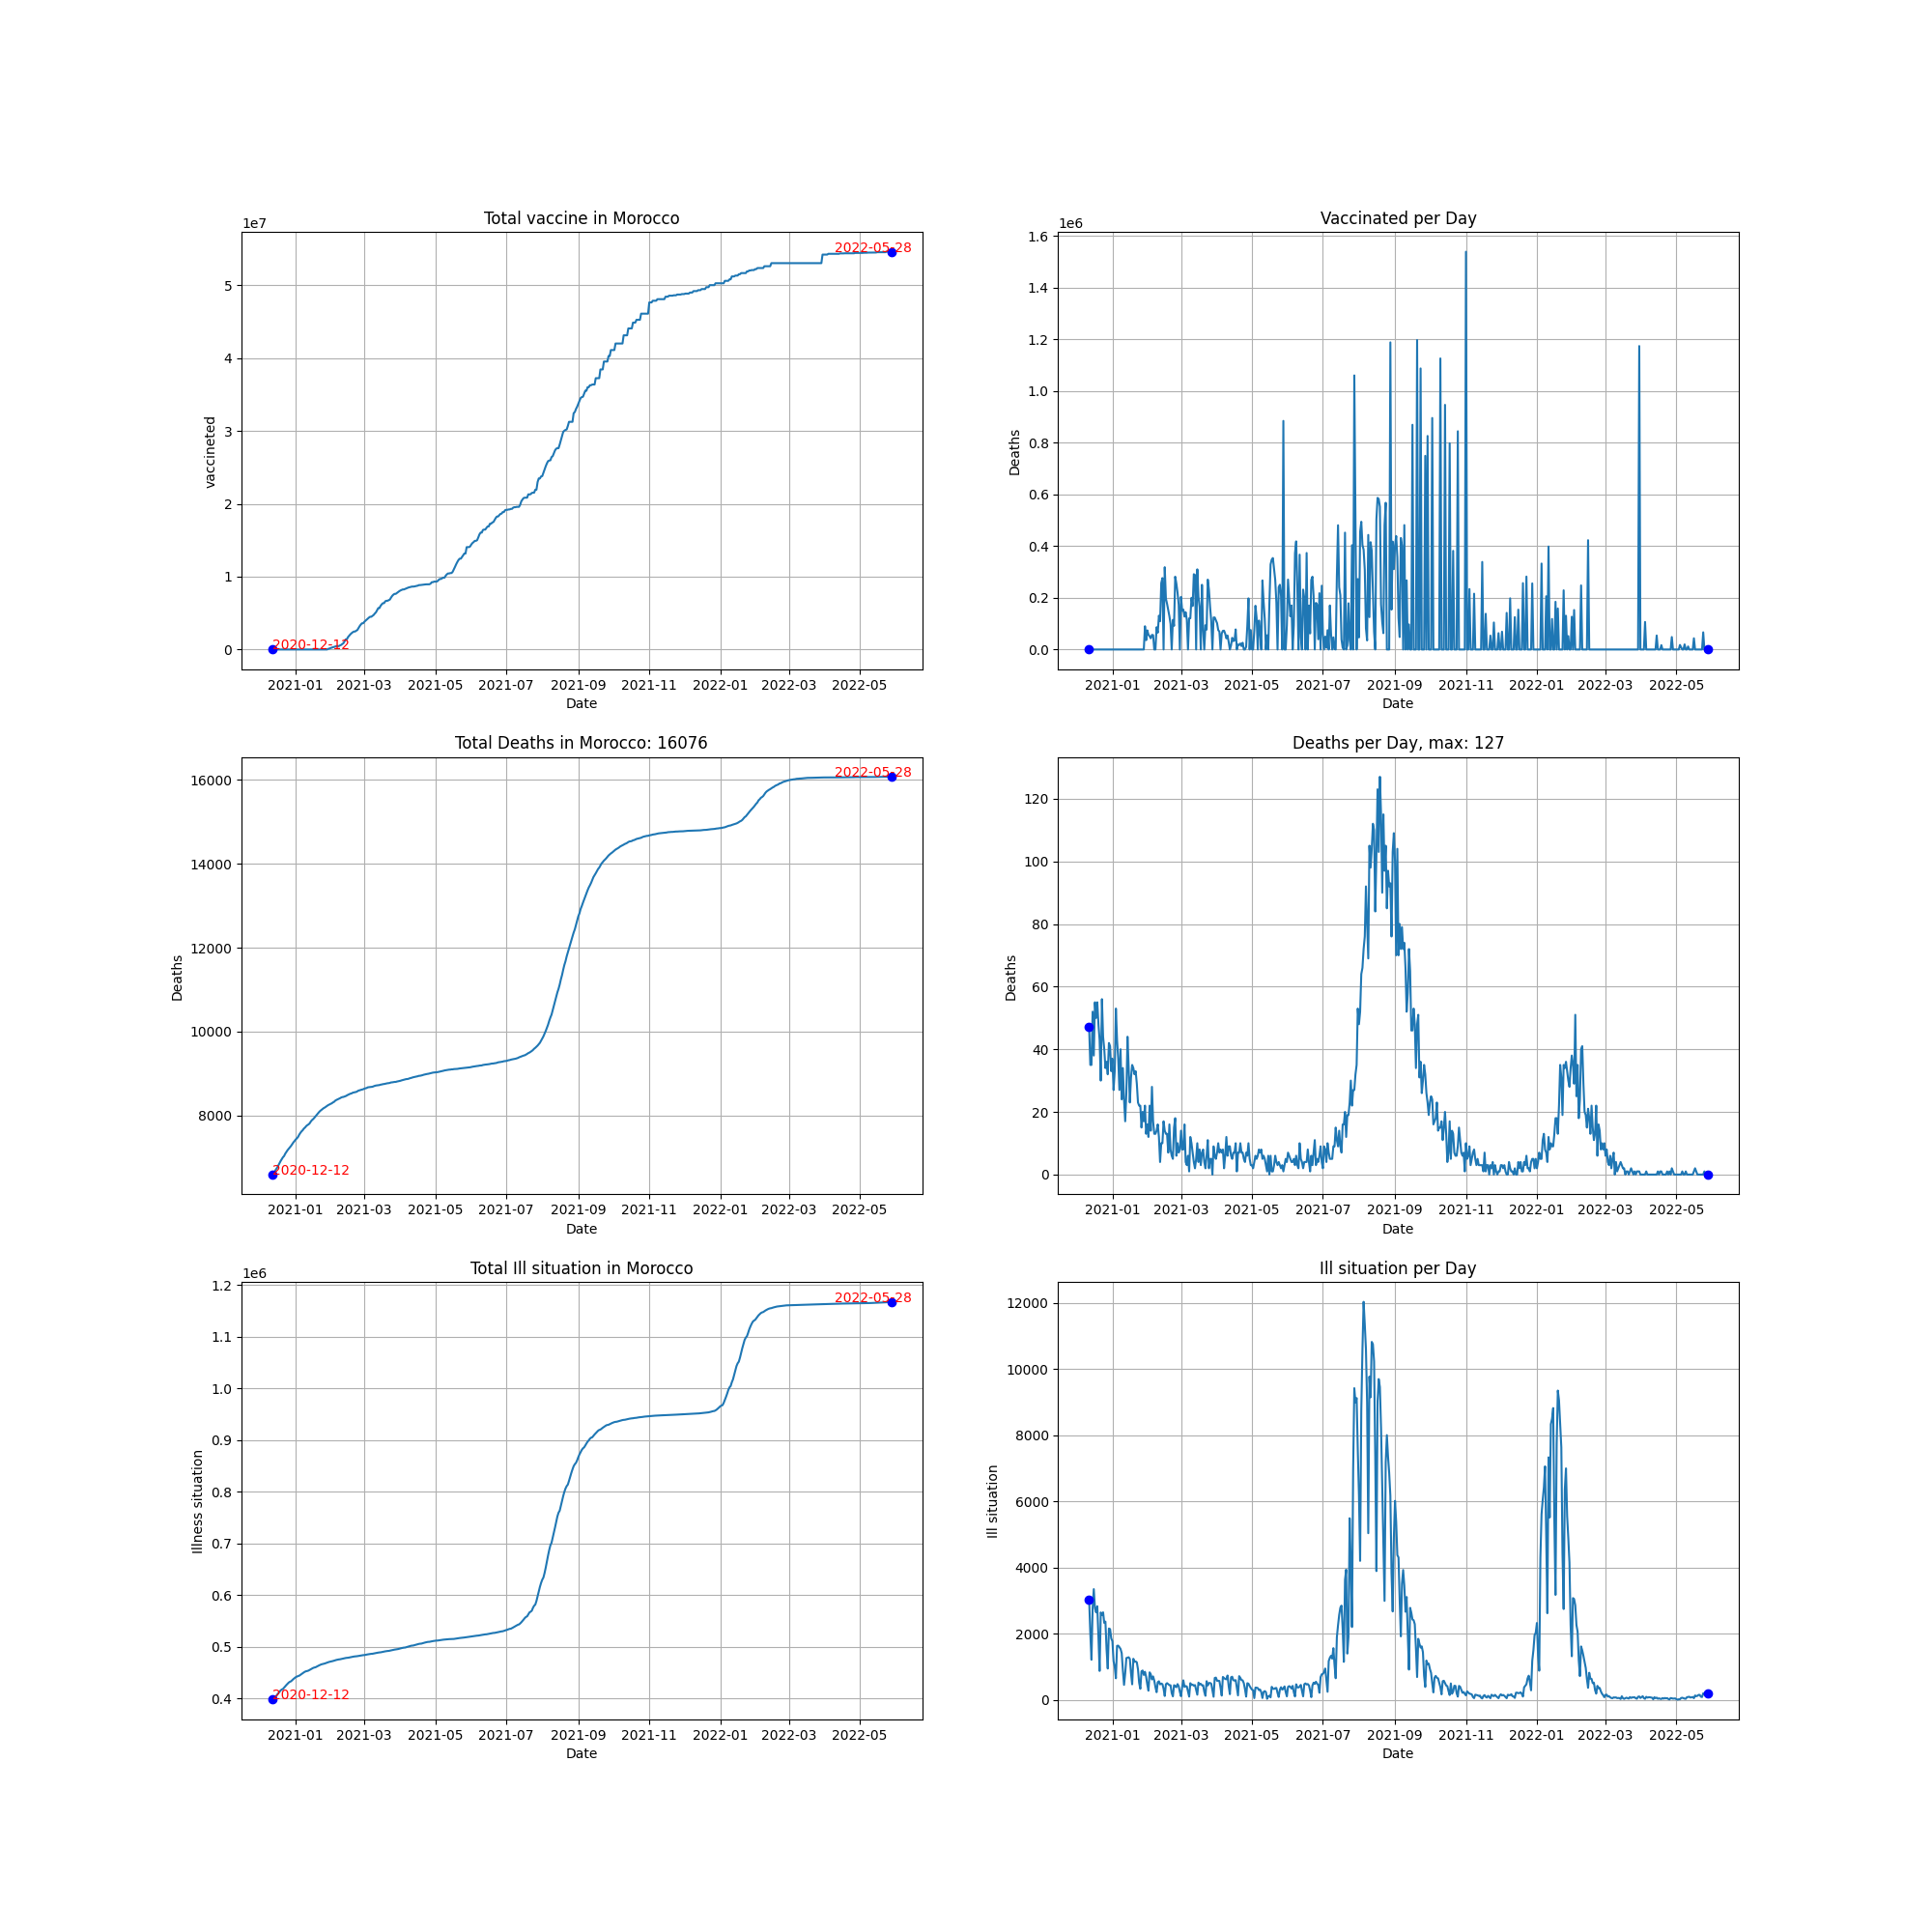 Total vaccine in Morocco
1e7
vaccineted
5
4
3
2
1
0
2020-12-12
2022-05-28
2021-01 2021-03 2021-05 2021-07 2021-09 2021-11 2022-01 2022-03 2022-05
Date
Vaccinated per Day
1e6
Deaths
1.6
1.4
1.2
1.0
0.8
0.6
0.4
0.2
0.0
2021-01 2021-03 2021-05 2021-07 2021-09 2021-11 2022-01 2022-03 2022-05
Date
Total Deaths in Morocco: 16076
Deaths
16000
14000
12000
10000
8000
2020-12-12
2022-05-28
2021-01 2021-03 2021-05 2021-07 2021-09 2021-11 2022-01 2022-03 2022-05
Date
Deaths per Day, max: 127
Deaths
120
100
80
60
40
20
0
2021-01 2021-03 2021-05 2021-07 2021-09 2021-11 2022-01 2022-03 2022-05
Date
Total Ill situation in Morocco
1e6
Illness situation
1.2
1.1
1.0
0.9
0.8
0.7
0.6
0.5
0.4
2020-12-12
2022-05-28
2021-01 2021-03 2021-05 2021-07 2021-09 2021-11 2022-01 2022-03 2022-05
Date
Ill situation per Day
Ill situation
12000
10000
8000
6000
4000
2000
0
2021-01 2021-03 2021-05 2021-07 2021-09 2021-11 2022-01 2022-03 2022-05
Date